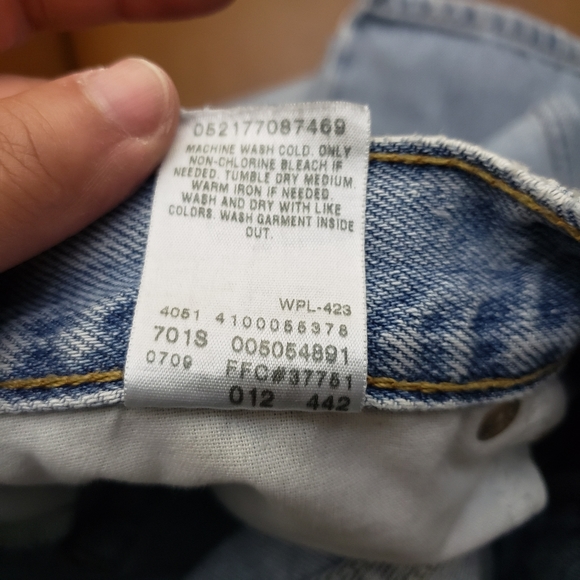 052177087469
MACHINE WASH COLD. ONLY
NON-CHLORINE BLEACH IF
NEEDED. TUMBLE DRY MEDIUM.
WARM IRON IF NEEDED.
WASH AND DRY WITH LIKE
COLORS. WASH GARMENT INSIDE
OUT.
WPL-423
4051 4100055378
701S 005054891
0709 FFC#37751
012 442